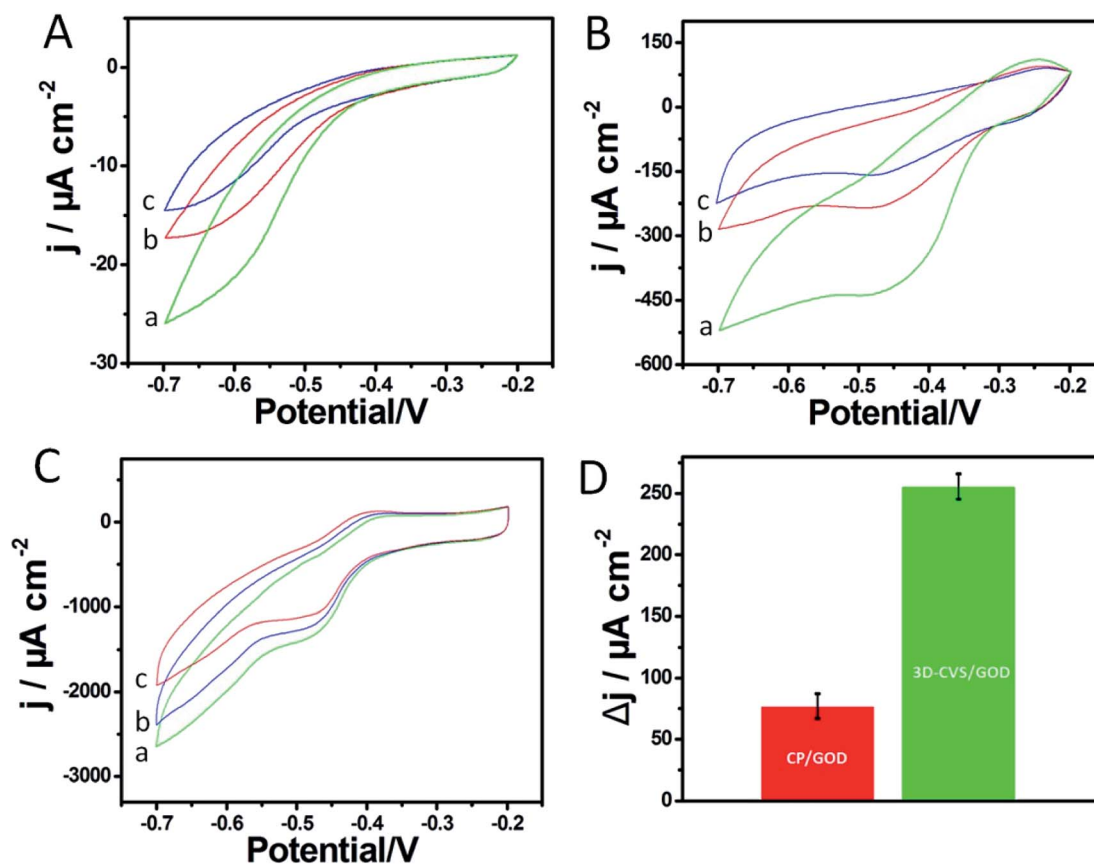 A
0
-10
-20
-30
j / µA cm-2
c
b
a
-0.7 -0.6 -0.5 -0.4 -0.3 -0.2
Potential/V
B
150
0
-150
-300
-450
-600
j / µA cm-2
c
b
a
-0.7 -0.6 -0.5 -0.4 -0.3 -0.2
Potential/V
C
0
-1000
-2000
-3000
j / µA cm-2
c
b
a
-0.7 -0.6 -0.5 -0.4 -0.3 -0.2
Potential/V
D
250
200
150
100
50
0
Δj / µA cm-2
CP/GOD
3D-CVS/GOD